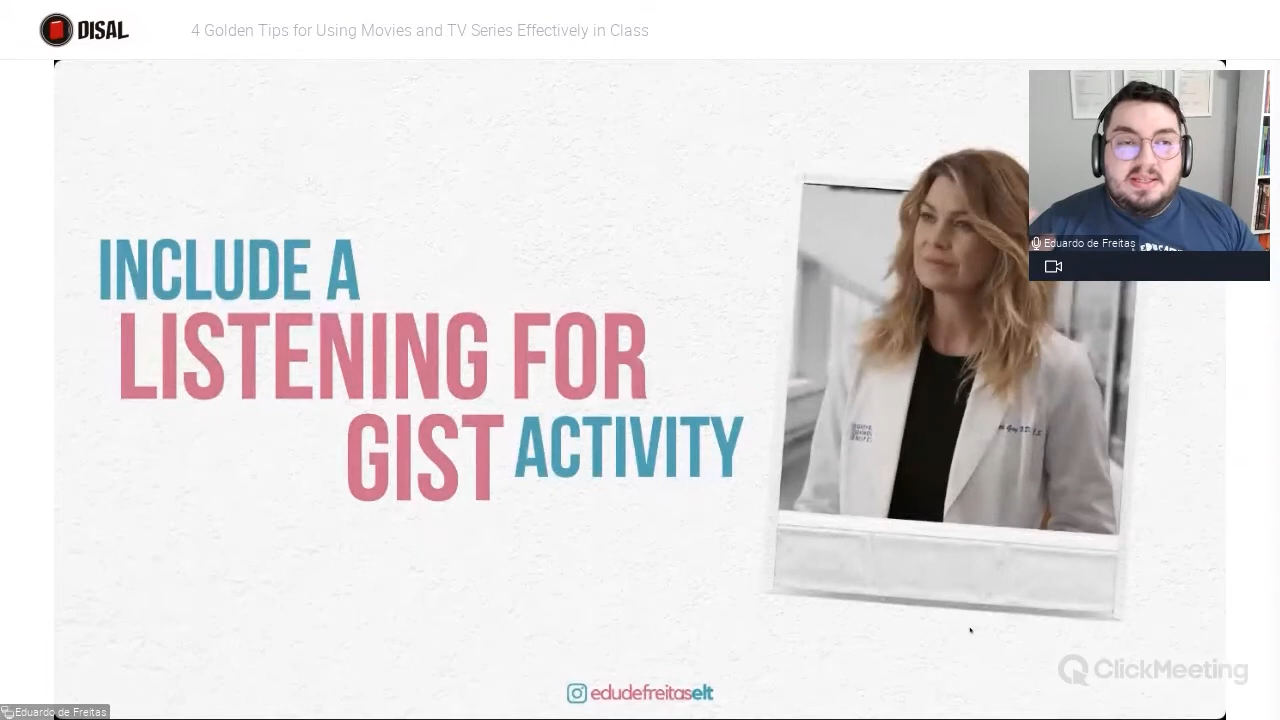 DISAL
4 Golden Tips for Using Movies and TV Series Effectively in Class
INCLUDE A
LISTENING FOR
GIST ACTIVITY
Eduardo de Freitas
edudefreitaselt
ClickMeeting
Eduardo de Freitas